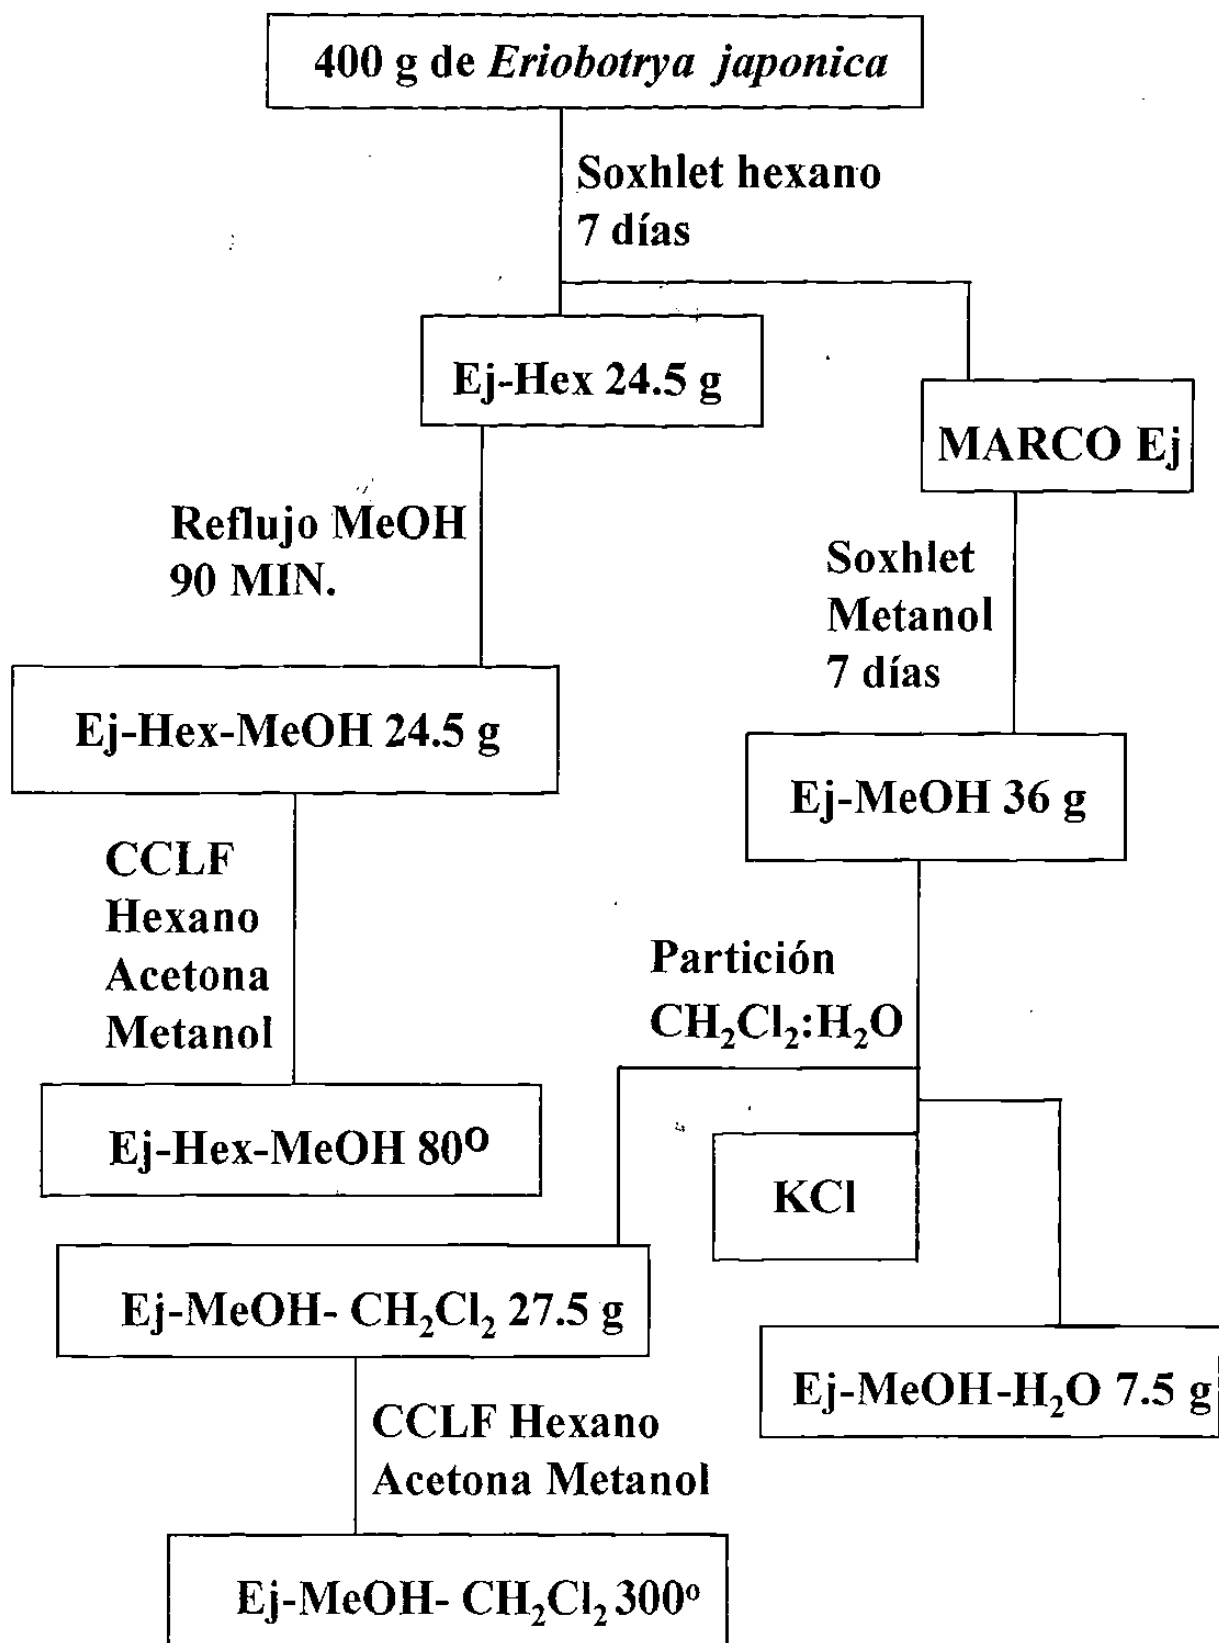 400 g de Eriobotrya japonica
Soxhlet hexano
7 días
Ej-Hex 24.5 g
MARCO Ej
Reflujo MeOH
90 MIN.
Soxhlet
Metanol
7 días
Ej-Hex-MeOH 24.5 g
Ej-MeOH 36 g
CCLF
Hexano
Acetona
Metanol
Partición
CH₂Cl₂:H₂O
Ej-Hex-MeOH 80º
KCl
Ej-MeOH- CH₂Cl₂ 27.5 g
Ej-MeOH-H₂O 7.5 g
CCLF Hexano
Acetona Metanol
Ej-MeOH- CH₂Cl₂ 300º